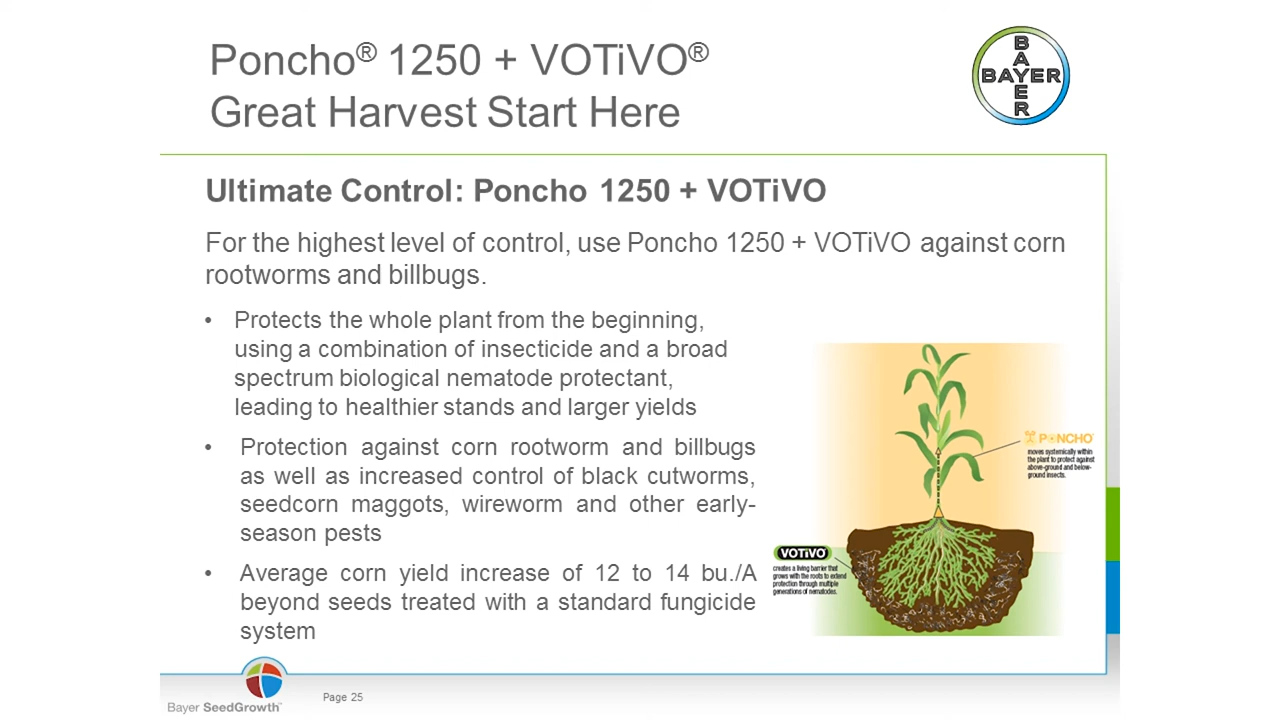 Poncho® 1250 + VOTiVO®
Great Harvest Start Here
BAYER
BAYER
Ultimate Control: Poncho 1250 + VOTiVO
For the highest level of control, use Poncho 1250 + VOTiVO against corn
rootworms and billbugs.
• Protects the whole plant from the beginning,
using a combination of insecticide and a broad
spectrum biological nematode protectant,
leading to healthier stands and larger yields
• Protection against corn rootworm and billbugs
as well as increased control of black cutworms,
seedcorn maggots, wireworm and other early-
season pests
• Average corn yield increase of 12 to 14 bu./A
beyond seeds treated with a standard fungicide
system
PONCHO®
moves systemically within
the plant to protect against
above-ground and below-
ground insects.
VOTiVO®
creates a living barrier that
grows with the roots to extend
protection through multiple
generations of nematodes.
Bayer SeedGrowth™
Page 25